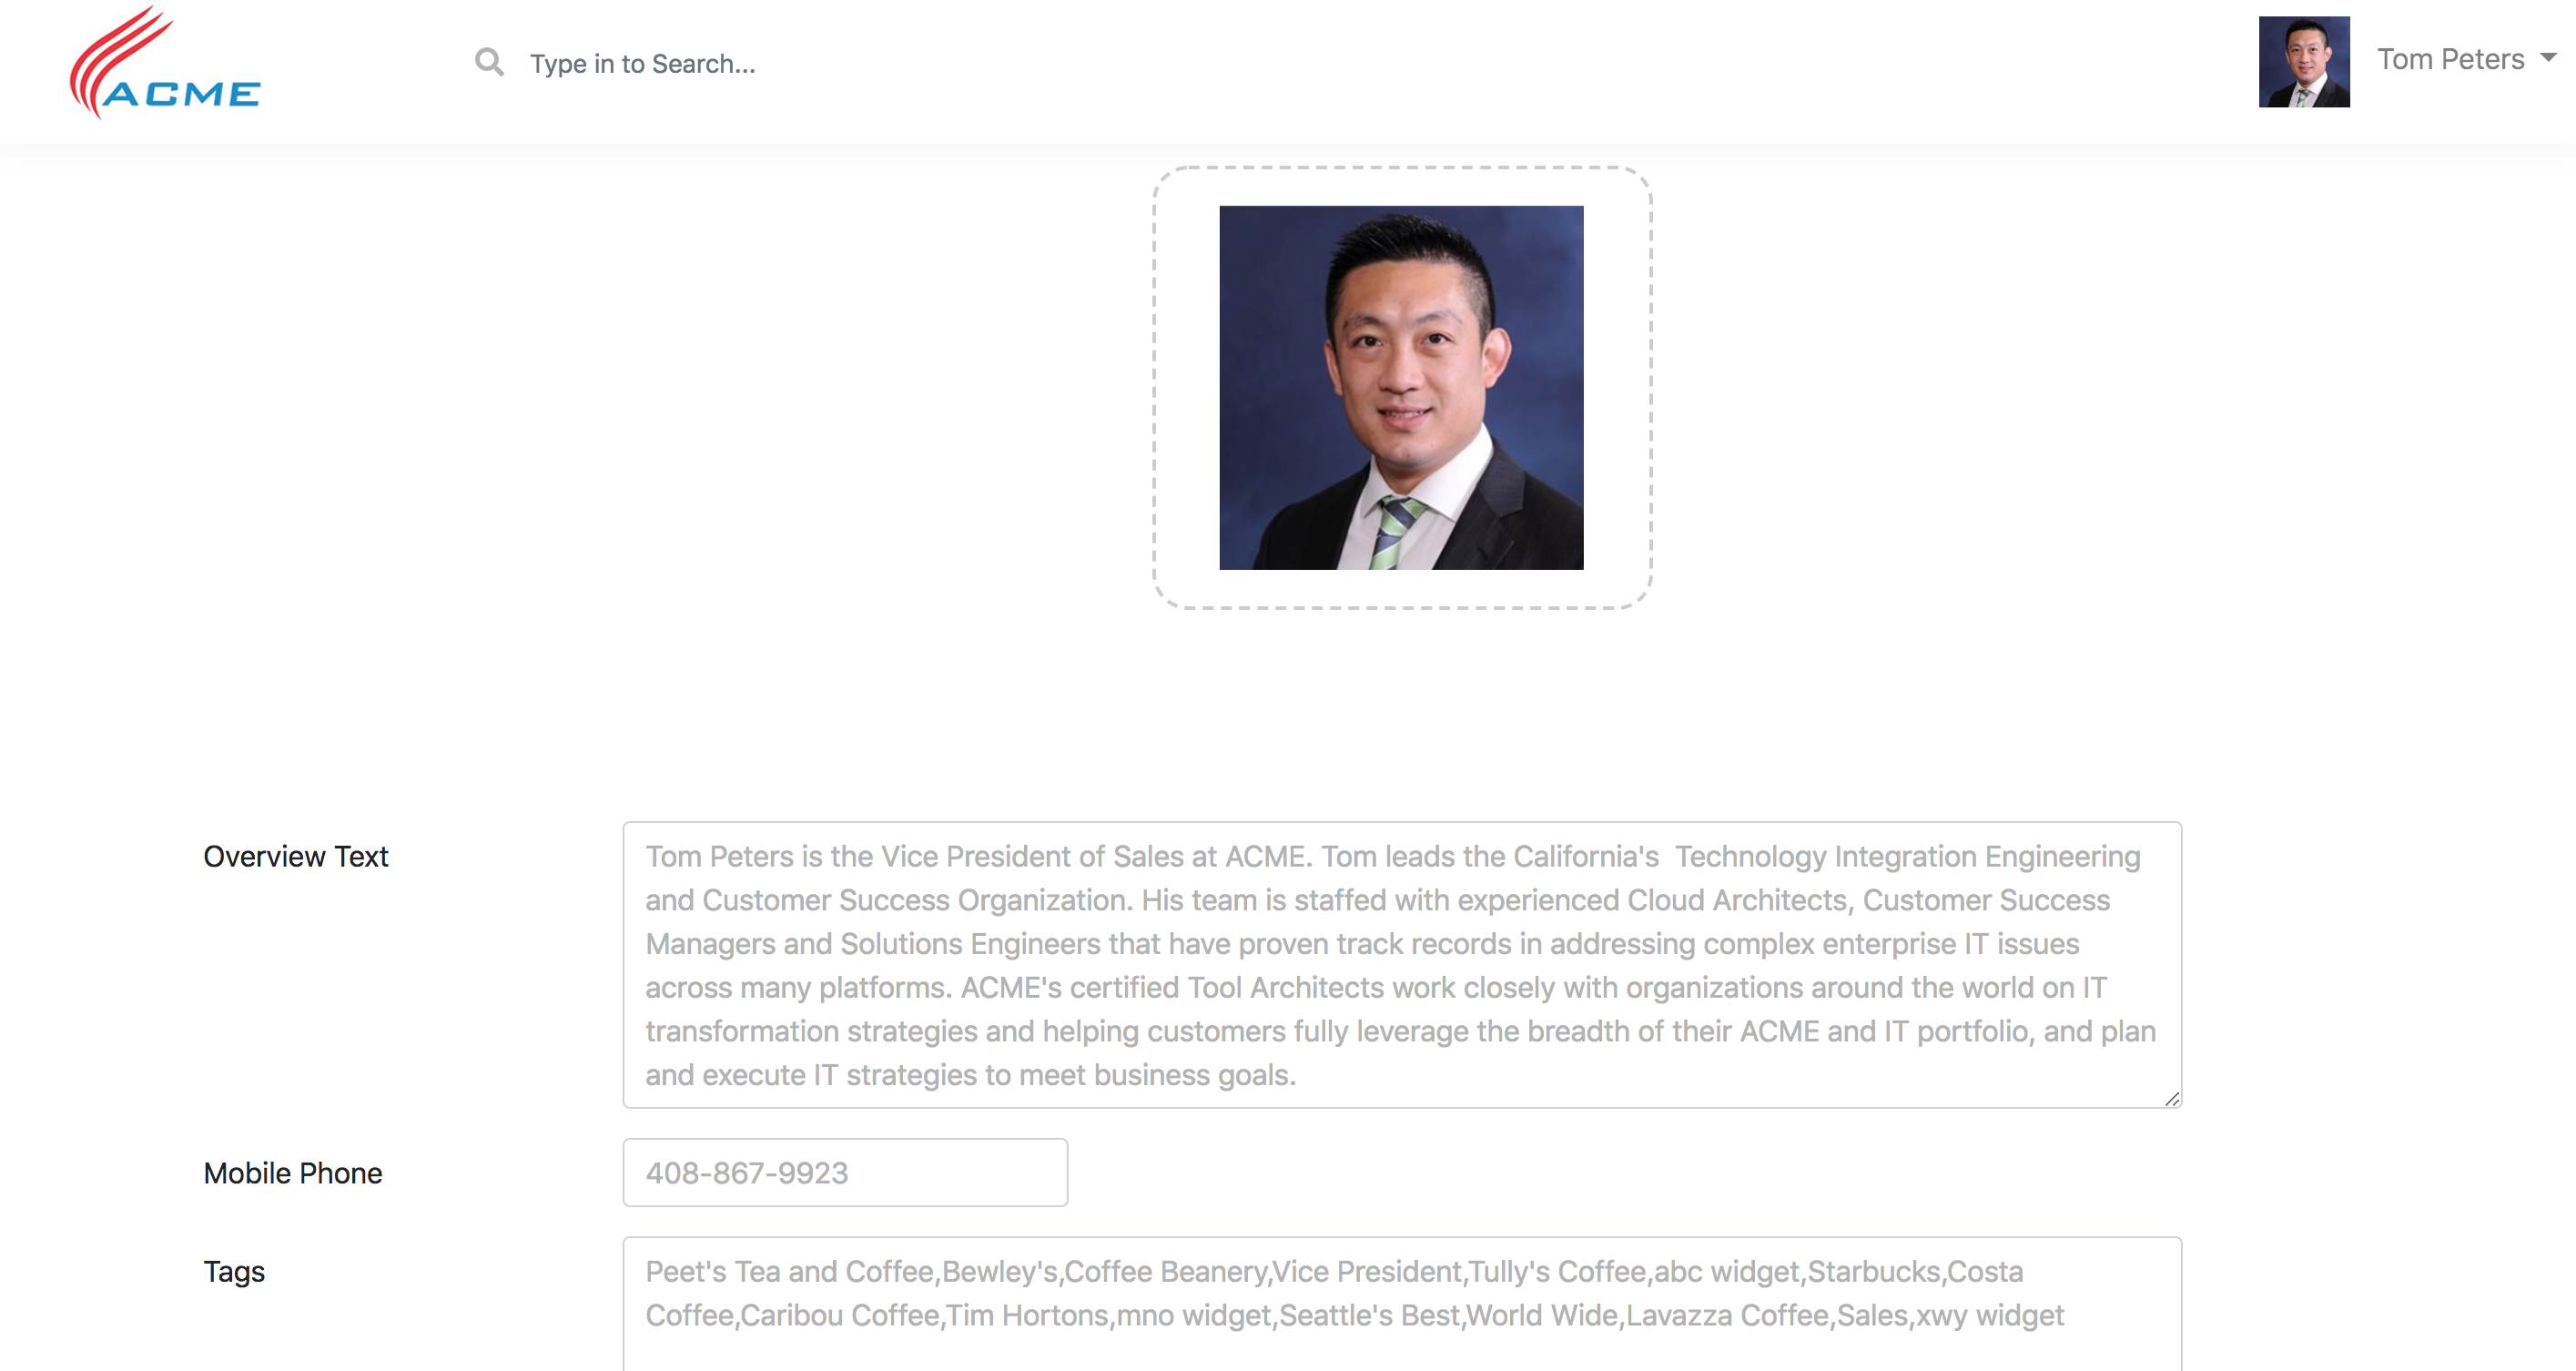 ACME
Type in to Search...
Tom Peters
Overview Text
Tom Peters is the Vice President of Sales at ACME. Tom leads the California's  Technology Integration Engineering
and Customer Success Organization. His team is staffed with experienced Cloud Architects, Customer Success
Managers and Solutions Engineers that have proven track records in addressing complex enterprise IT issues
across many platforms. ACME's certified Tool Architects work closely with organizations around the world on IT
transformation strategies and helping customers fully leverage the breadth of their ACME and IT portfolio, and plan
and execute IT strategies to meet business goals.
Mobile Phone
408-867-9923
Tags
Peet's Tea and Coffee,Bewley's,Coffee Beanery,Vice President,Tully's Coffee,abc widget,Starbucks,Costa
Coffee,Caribou Coffee,Tim Hortons,mno widget,Seattle's Best,World Wide,Lavazza Coffee,Sales,xwy widget